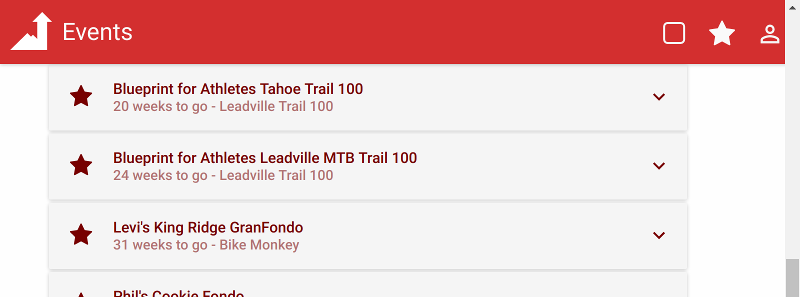 Events
Blueprint for Athletes Tahoe Trail 100
20 weeks to go - Leadville Trail 100
Blueprint for Athletes Leadville MTB Trail 100
24 weeks to go - Leadville Trail 100
Levi's King Ridge GranFondo
31 weeks to go - Bike Monkey
Phil's Cookie Fondo